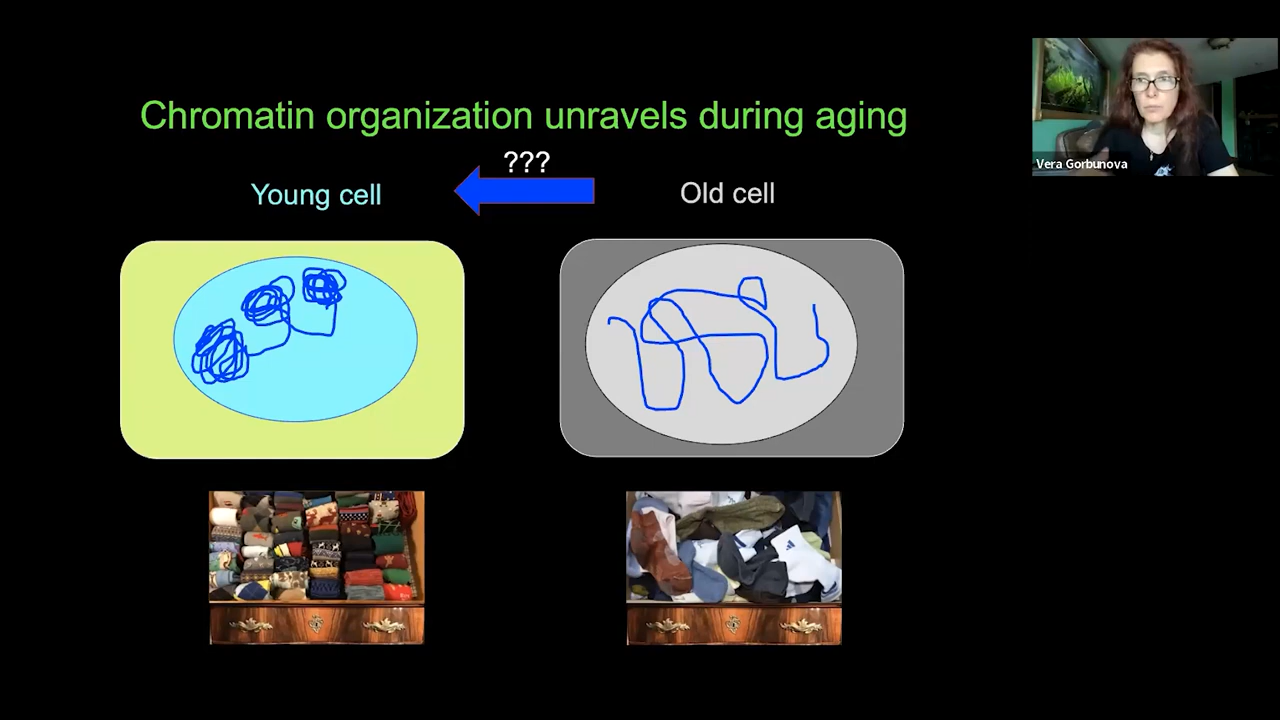 Chromatin organization unravels during aging
???
Young cell
Old cell
Vera Gorbunova